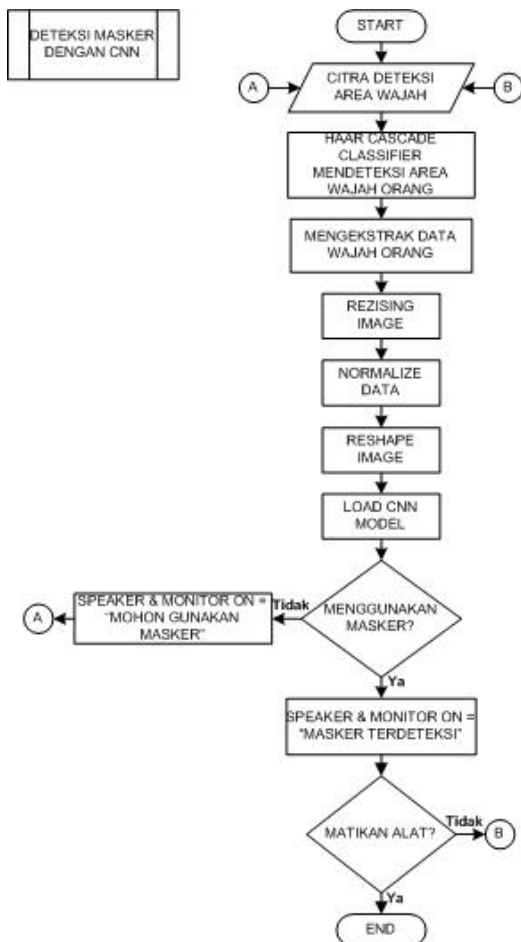 DETEKSI MASKER
DENGAN CNN
START
A
CITRA DETEKSI
AREA WAJAH
B
HAAR CASCADE
CLASSIFIER
MENDETEKSI AREA
WAJAH ORANG
MENGEKSTRAK DATA
WAJAH ORANG
REZISING
IMAGE
NORMALIZE
DATA
RESHAPE
IMAGE
LOAD CNN
MODEL
MENGGUNAKAN
MASKER?
Tidak
SPEAKER & MONITOR ON =
"MOHON GUNAKAN
MASKER"
A
Ya
SPEAKER & MONITOR ON =
"MASKER TERDETEKSI"
MATIKAN ALAT?
Tidak
B
Ya
END